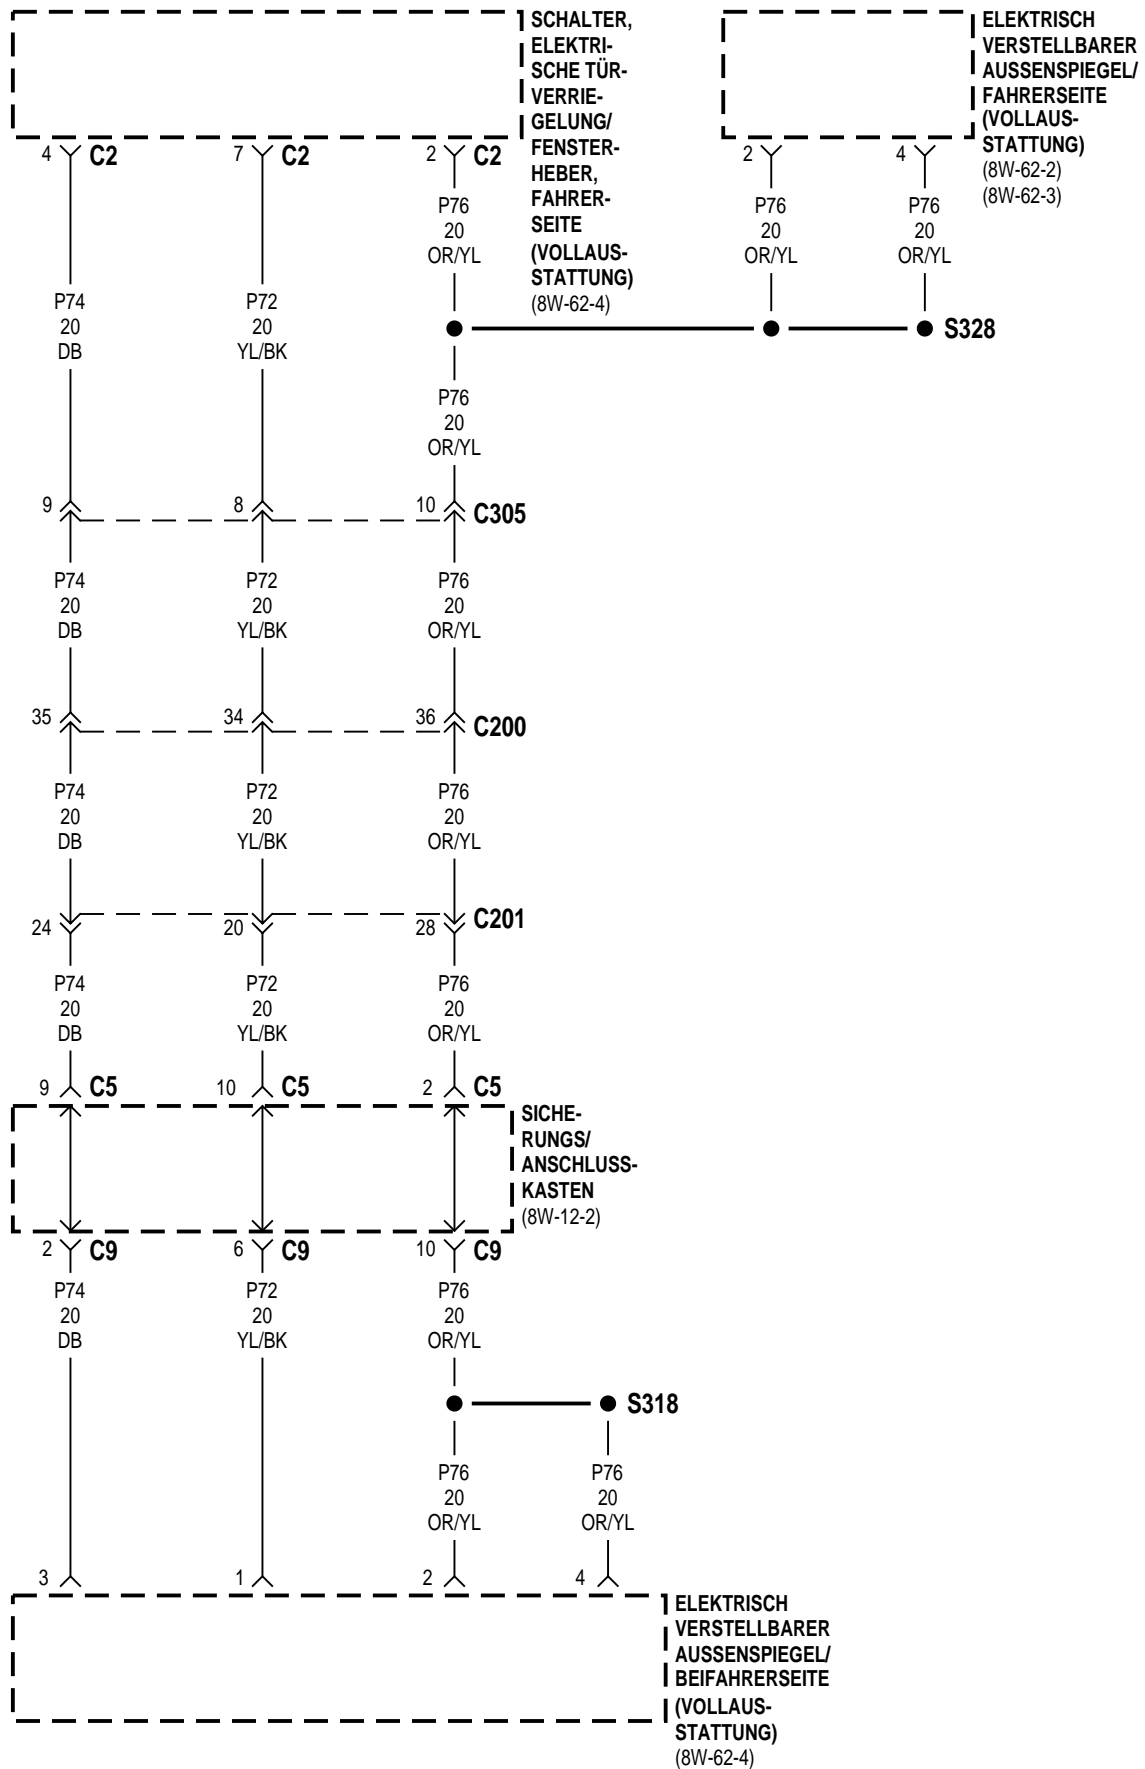 SCHALTER,
ELEKTRI-
SCHE TÜR-
VERRIE-
GELUNG/
FENSTER-
HEBER,
FAHRER-
SEITE
(VOLLAUS-
STATTUNG)
(8W-62-4)
ELEKTRISCH
VERSTELLBARER
AUSSENSPIEGEL/
FAHRERSEITE
(VOLLAUS-
STATTUNG)
(8W-62-2)
(8W-62-3)
4 C2 7 C2 2 C2 2 4
P76 P76 P76
20 20 20
OR/YL OR/YL OR/YL
P74 P72
20 20
DB YL/BK
S328
P76
20
OR/YL
9 8 10 C305
P74 P72 P76
20 20 20
DB YL/BK OR/YL
35 34 36 C200
P74 P72 P76
20 20 20
DB YL/BK OR/YL
24 20 28 C201
P74 P72 P76
20 20 20
DB YL/BK OR/YL
9 C5 10 C5 2 C5
SICHE-
RUNGS/
ANSCHLUSS-
KASTEN
(8W-12-2)
2 C9 6 C9 10 C9
P74 P72 P76
20 20 20
DB YL/BK OR/YL
S318
P76 P76
20 20
OR/YL OR/YL
3 1 2 4
ELEKTRISCH
VERSTELLBARER
AUSSENSPIEGEL/
BEIFAHRERSEITE
(VOLLAUS-
STATTUNG)
(8W-62-4)